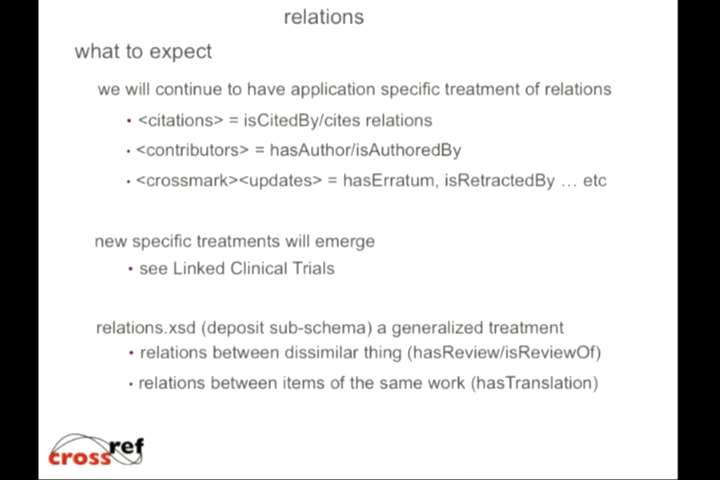 relations
what to expect
we will continue to have application specific treatment of relations
• <citations> = isCitedBy/cites relations
• <contributors> = hasAuthor/isAuthoredBy
• <crossmark><updates> = hasErratum, isRetractedBy … etc
new specific treatments will emerge
• see Linked Clinical Trials
relations.xsd (deposit sub-schema) a generalized treatment
• relations between dissimilar thing (hasReview/isReviewOf)
• relations between items of the same work (hasTranslation)
crossref